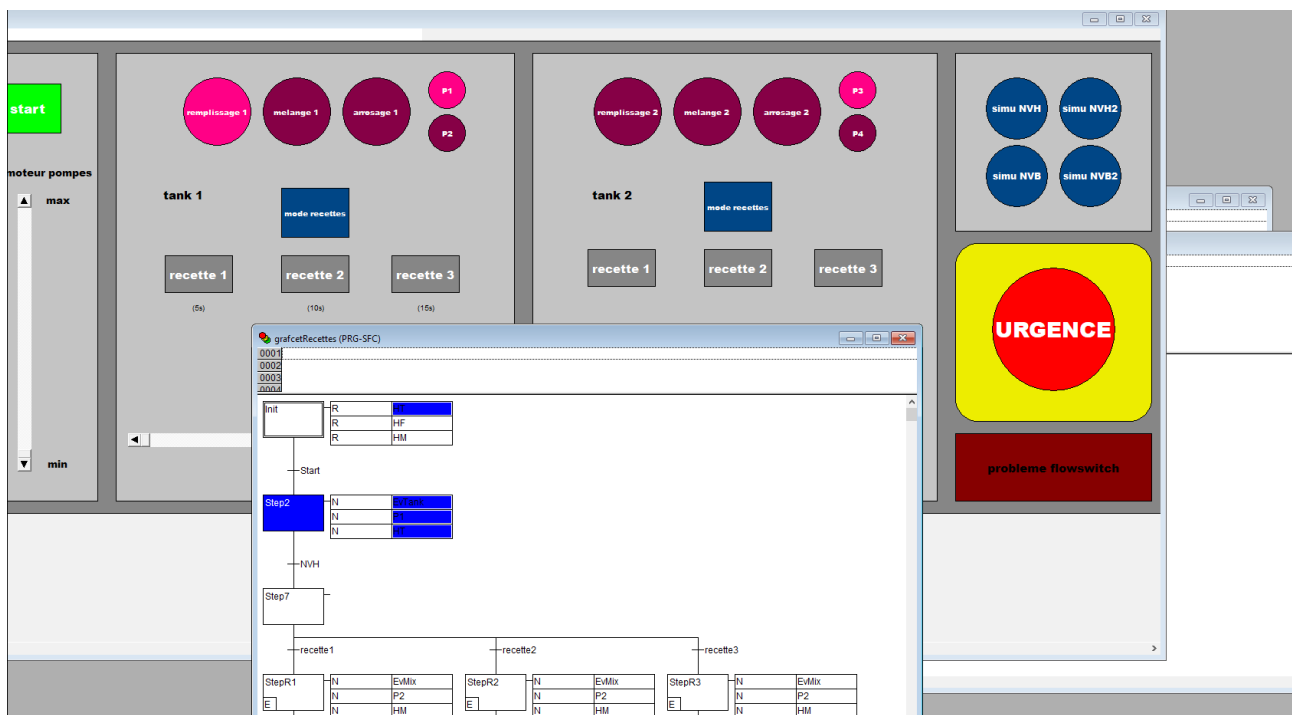 start
moteur pompes
max
min
remplissage 1
melange 1
arrosage 1
P1
P2
tank 1
mode recettes
recette 1
recette 2
recette 3
(5s)
(10s)
(15s)
remplissage 2
melange 2
arrosage 2
P3
P4
tank 2
mode recettes
recette 1
recette 2
recette 3
simu NVH
simu NVH2
simu NVB
simu NVB2
URGENCE
probleme flowswitch
grafcetRecettes (PRG-SFC)
0001
0002
0003
0004
Init
R HT
R HF
R HM
Start
Step2
N EvTank
N P1
N HT
NVH
Step7
recette1
recette2
recette3
StepR1
E
N EvMix
N P2
N HM
StepR2
E
N EvMix
N P2
N HM
StepR3
E
N EvMix
N P2
N HM